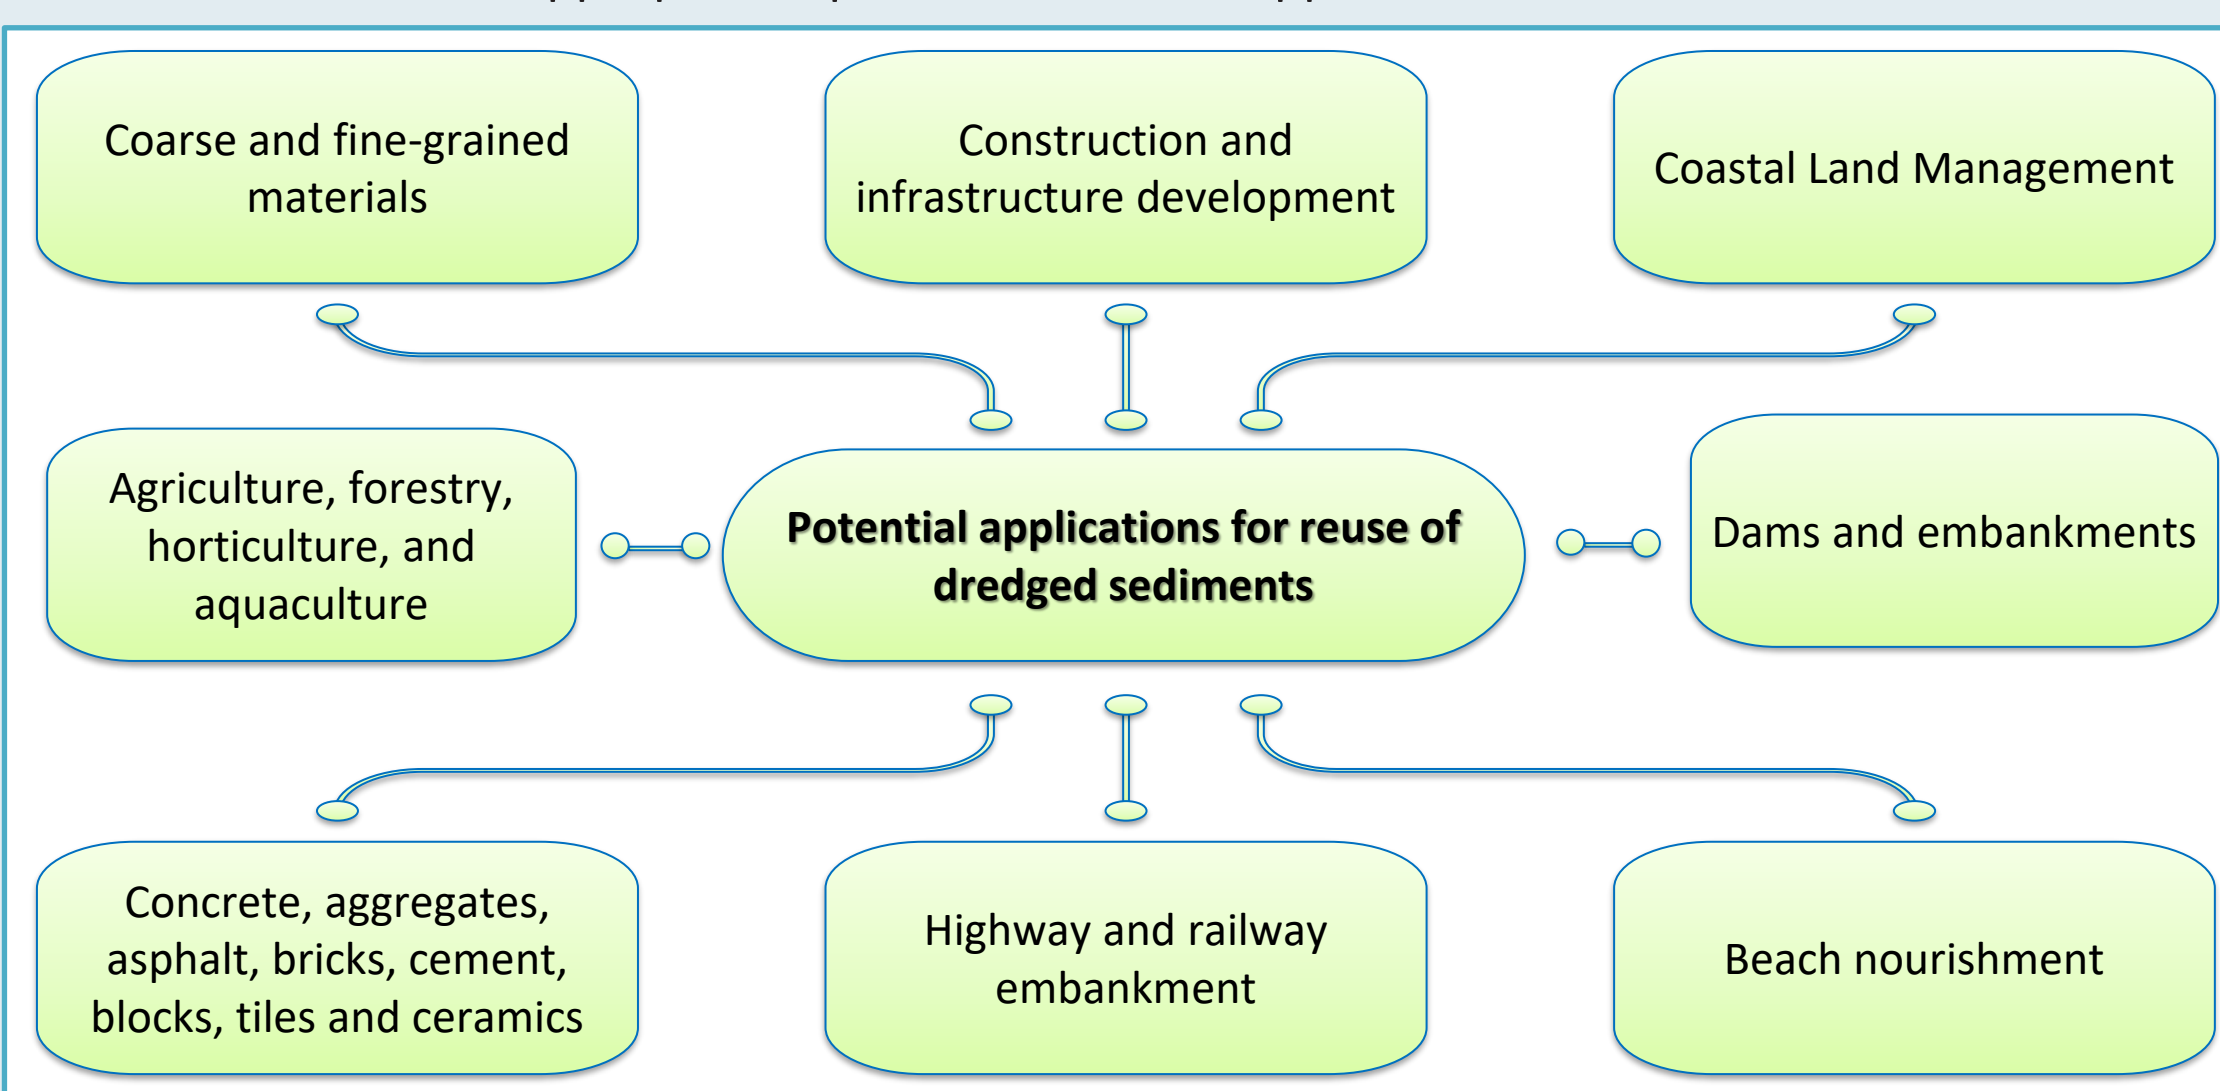 Coarse and fine-grained
materials
Construction and
infrastructure development
Coastal Land Management
Agriculture, forestry,
horticulture, and
aquaculture
Potential applications for reuse of
dredged sediments
Dams and embankments
Concrete, aggregates,
asphalt, bricks, cement,
blocks, tiles and ceramics
Highway and railway
embankment
Beach nourishment